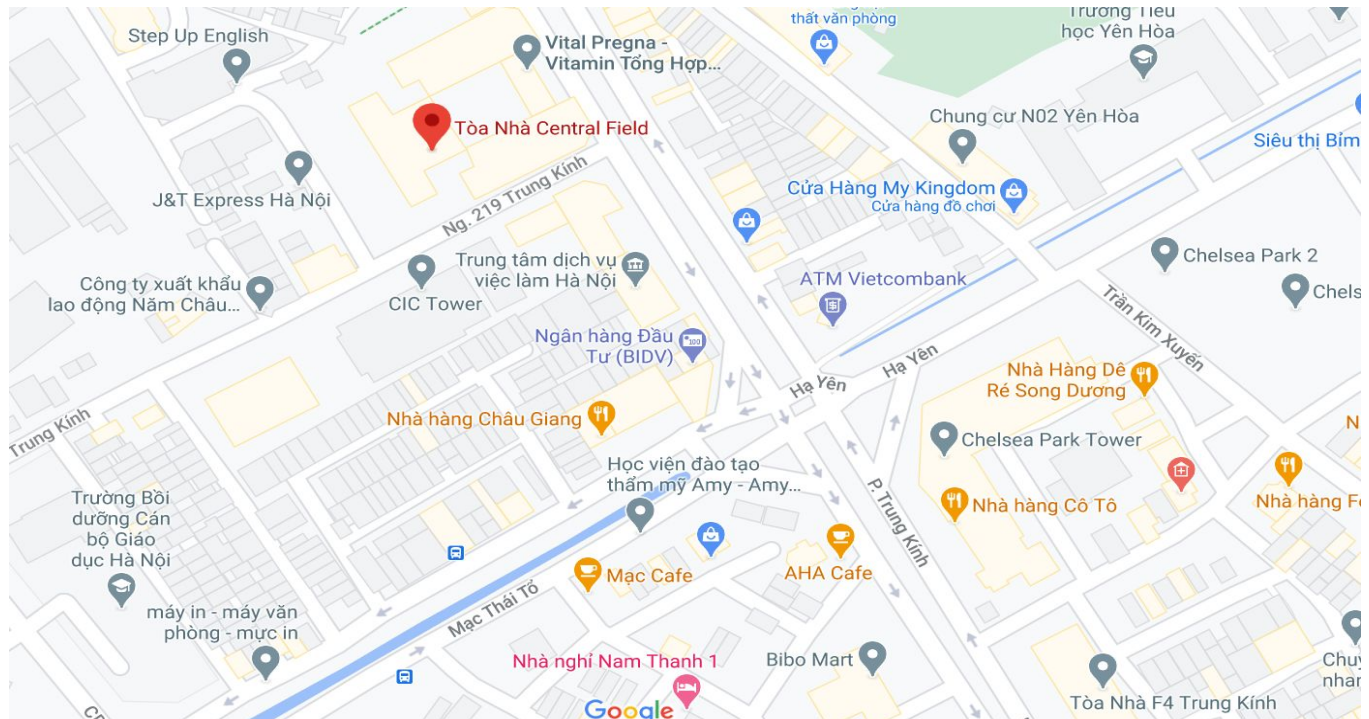 thất văn phòng
Trường Tiểu
học Yên Hòa
Step Up English
Vital Pregna -
Vitamin Tổng Hợp...
Tòa Nhà Central Field
Chung cư N02 Yên Hòa
Siêu thị Bỉm
J&T Express Hà Nội
Ng. 219 Trung Kính
Cửa Hàng My Kingdom
Cửa hàng đồ chơi
Trung tâm dịch vụ
việc làm Hà Nội
CIC Tower
Công ty xuất khẩu
lao động Năm Châu...
ATM Vietcombank
Chelsea Park 2
Chels
Trần Kim Xuyến
Ngân hàng Đầu
Tư (BIDV)
Hạ Yên
Hạ Yên
Nhà Hàng Dê
Ré Song Dương
Nhà hàng Châu Giang
Trung Kính
Chelsea Park Tower
N
Học viện đào tạo
thẩm mỹ Amy - Amy...
Trường Bồi
dưỡng Cán
bộ Giáo
dục Hà Nội
P. Trung Kính
Nhà hàng Cô Tô
Nhà hàng Fo
Mạc Cafe
AHA Cafe
Mạc Thái Tổ
máy in - máy văn
phòng - mực in
Nhà nghỉ Nam Thanh 1
Bibo Mart
Chuy
nhan
Tòa Nhà F4 Trung Kính
Google